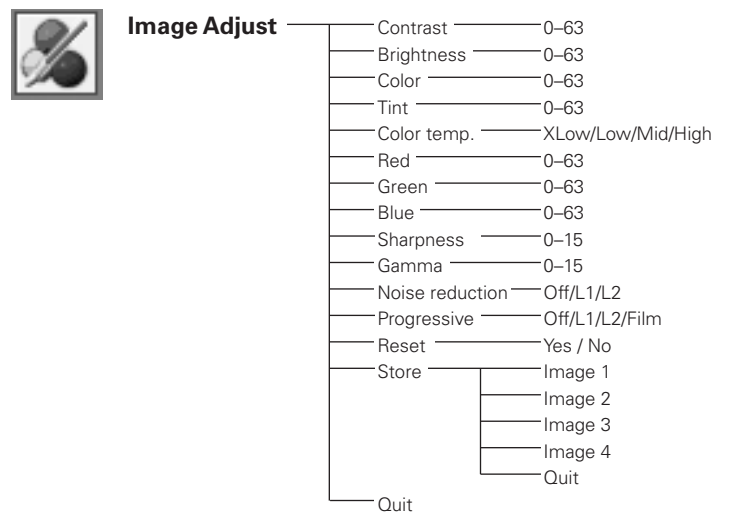 Image Adjust Contrast 0–63
Brightness 0–63
Color 0–63
Tint 0–63
Color temp. XLow/Low/Mid/High
Red 0–63
Green 0–63
Blue 0–63
Sharpness 0–15
Gamma 0–15
Noise reduction Off/L1/L2
Progressive Off/L1/L2/Film
Reset Yes / No
Store Image 1
Image 2
Image 3
Image 4
Quit
Quit